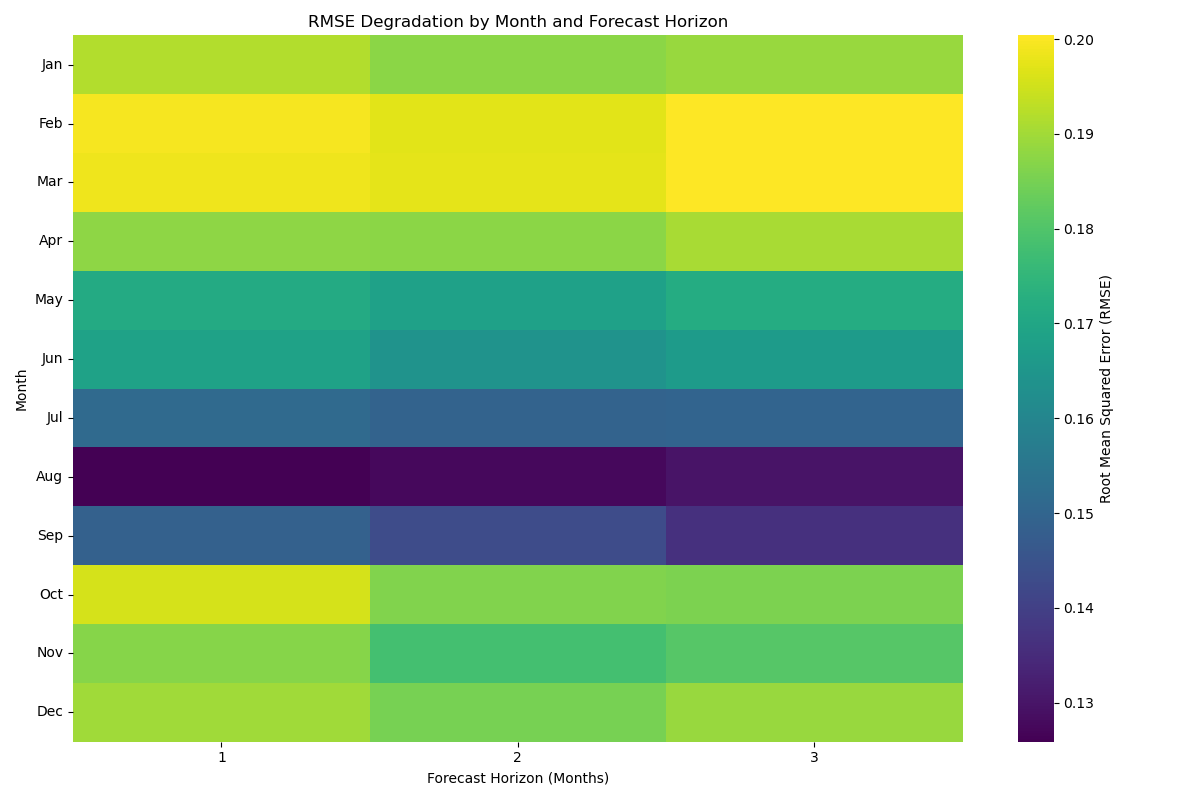 RMSE Degradation by Month and Forecast Horizon
Jan
Feb
Mar
Apr
May
Jun
Jul
Aug
Sep
Oct
Nov
Dec
Month
1
2
3
Forecast Horizon (Months)
0.20
0.19
0.18
0.17
0.16
0.15
0.14
0.13
Root Mean Squared Error (RMSE)